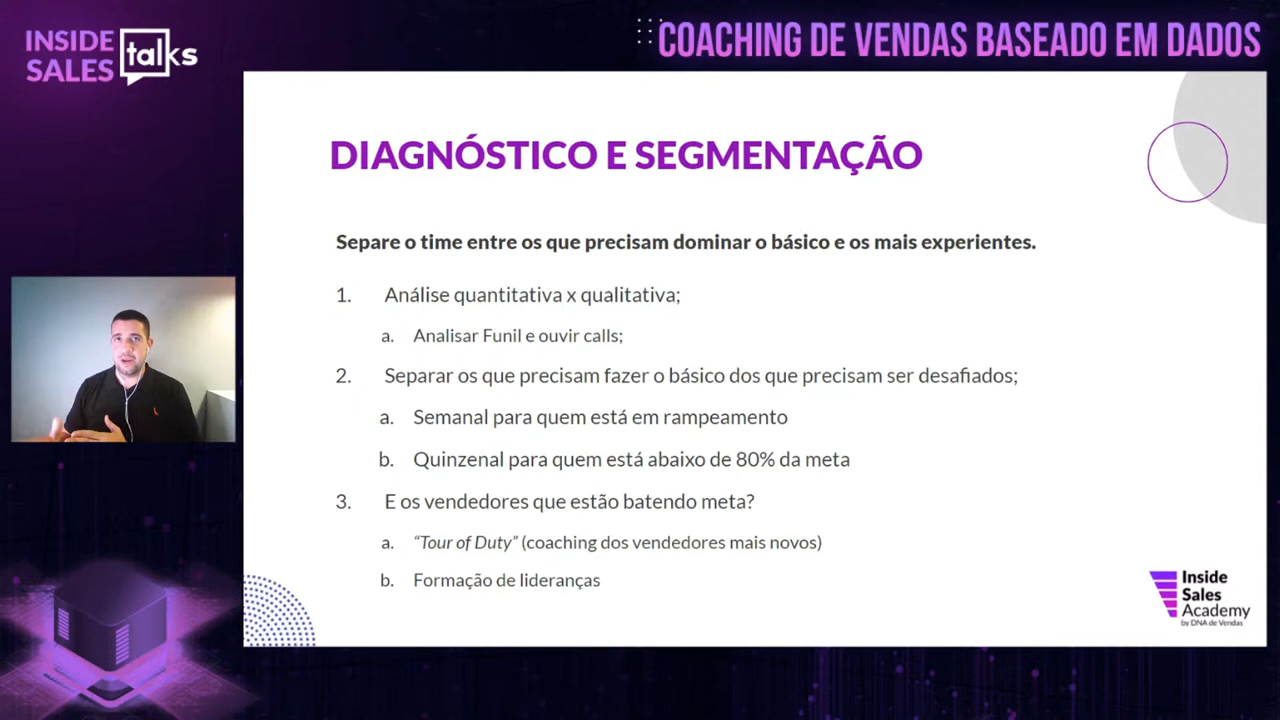 INSIDE
SALES
talks
COACHING DE VENDAS BASEADO EM DADOS
DIAGNÓSTICO E SEGMENTAÇÃO
Separe o time entre os que precisam dominar o básico e os mais experientes.
1. Análise quantitativa x qualitativa;
a. Analisar Funil e ouvir calls;
2. Separar os que precisam fazer o básico dos que precisam ser desafiados;
a. Semanal para quem está em rampeamento
b. Quinzenal para quem está abaixo de 80% da meta
3. E os vendedores que estão batendo meta?
a. “Tour of Duty” (coaching dos vendedores mais novos)
b. Formação de lideranças
Inside
Sales
Academy
by DNA de Vendas